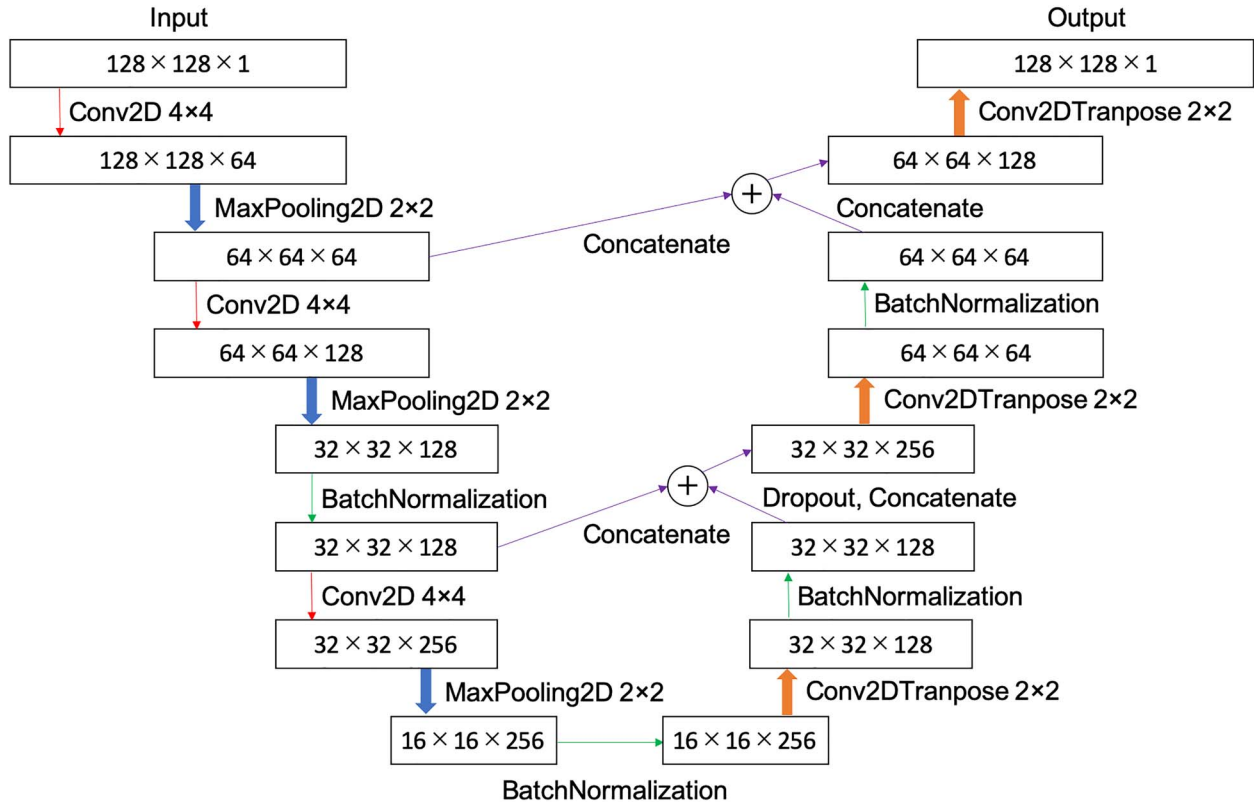 Input
Output
128×128×1
128×128×1
Conv2D 4×4
Conv2DTranpose 2×2
128×128×64
64×64×128
MaxPooling2D 2×2
Concatenate
Concatenate
64×64×64
64×64×64
Conv2D 4×4
BatchNormalization
64×64×128
64×64×64
MaxPooling2D 2×2
Conv2DTranpose 2×2
32×32×128
32×32×256
BatchNormalization
Dropout, Concatenate
Concatenate
32×32×128
32×32×128
Conv2D 4×4
BatchNormalization
32×32×256
32×32×128
MaxPooling2D 2×2
Conv2DTranpose 2×2
16×16×256
16×16×256
BatchNormalization